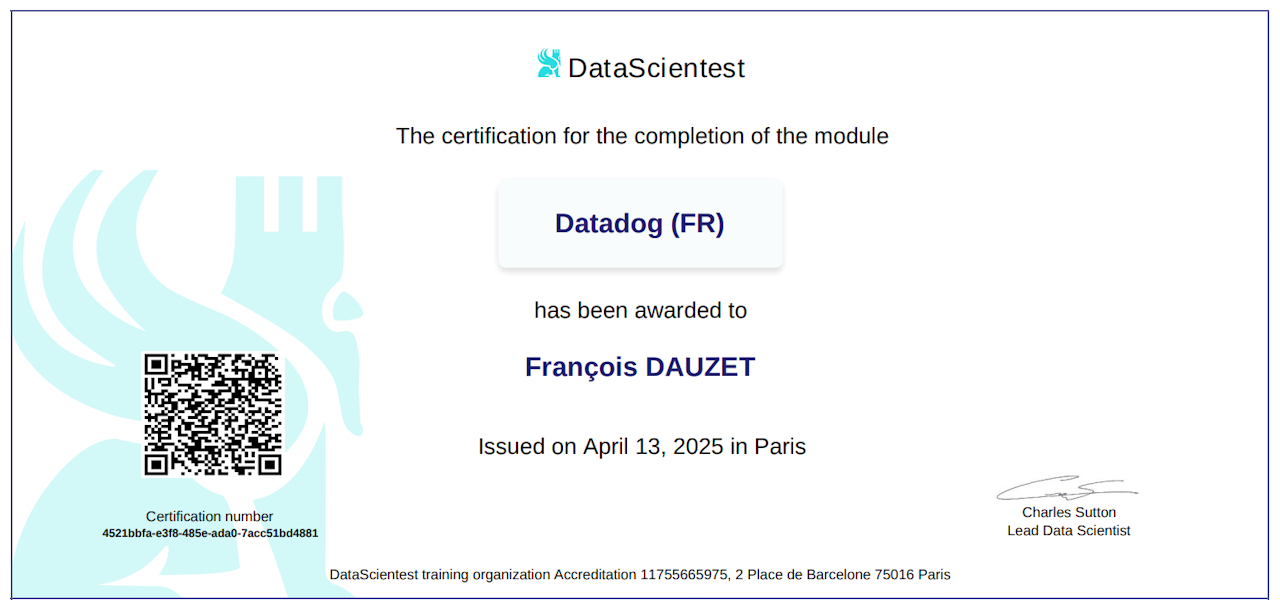 DataScientest
The certification for the completion of the module
Datadog (FR)
has been awarded to
François DAUZET
Issued on April 13, 2025 in Paris
Certification number
4521bbfa-e3f8-485e-ada0-7acc51bd4881
Charles Sutton
Lead Data Scientist
DataScientest training organization Accreditation 11755665975, 2 Place de Barcelone 75016 Paris